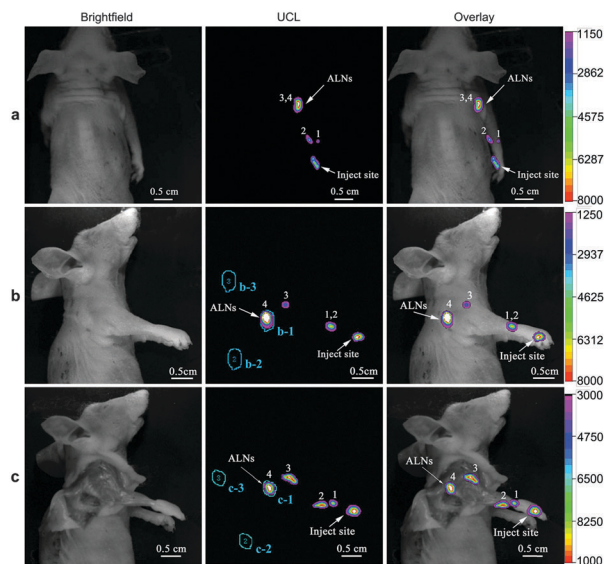 Brightfield
UCL
Overlay
a
0.5 cm
ALNs
3,4
2
1
Inject site
0.5 cm
ALNs
3,4
2
1
Inject site
0.5 cm
1150
2862
4575
6287
8000
b
0.5cm
b-3
4
3
ALNs
b-1
1,2
b-2
Inject site
0.5cm
3
4
ALNs
1,2
Inject site
0.5cm
1250
2937
4625
6312
8000
c
0.5 cm
ALNs
4
3
c-3
c-1
2
1
Inject site
c-2
0.5 cm
ALNs
4
3
2
1
Inject site
0.5 cm
3000
4750
6500
8250
1000